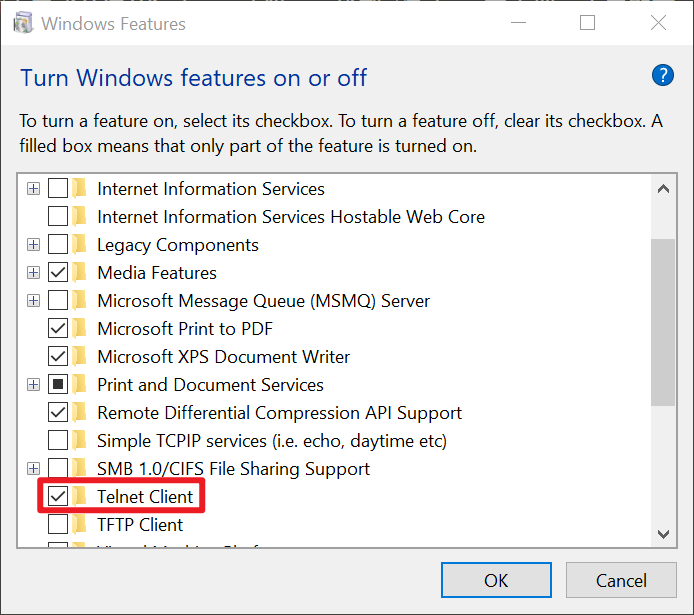 Windows Features
Turn Windows features on or off
?
To turn a feature on, select its checkbox. To turn a feature off, clear its checkbox. A
filled box means that only part of the feature is turned on.
Internet Information Services
Internet Information Services Hostable Web Core
Legacy Components
Media Features
Microsoft Message Queue (MSMQ) Server
Microsoft Print to PDF
Microsoft XPS Document Writer
Print and Document Services
Remote Differential Compression API Support
Simple TCPIP services (i.e. echo, daytime etc)
SMB 1.0/CIFS File Sharing Support
Telnet Client
TFTP Client
OK
Cancel